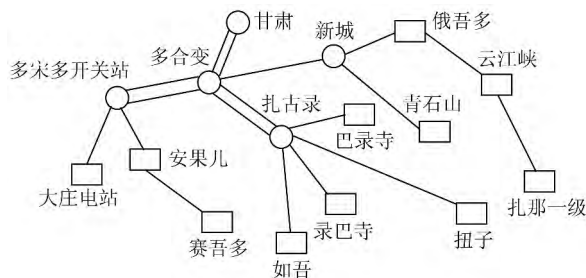 甘肃
新城
俄吾多
多合变
云江峡
多宋多开关站
扎古录
青石山
巴录寺
安果儿
大庄电站
扎那一级
录巴寺
扭子
赛吾多
如吾